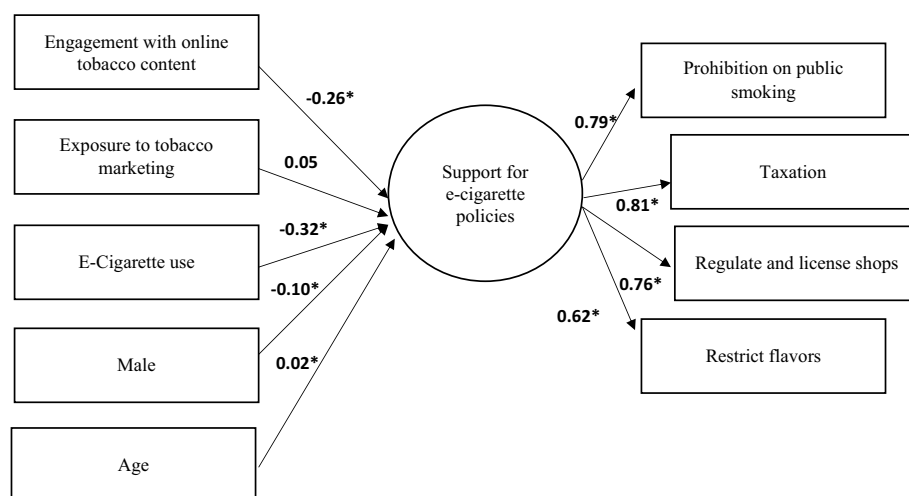 Engagement with online
tobacco content
Exposure to tobacco
marketing
E-Cigarette use
Male
Age
-0.26*
0.05
-0.32*
-0.10*
0.02*
Support for
e-cigarette
policies
0.79*
0.81*
0.76*
0.62*
Prohibition on public
smoking
Taxation
Regulate and license shops
Restrict flavors